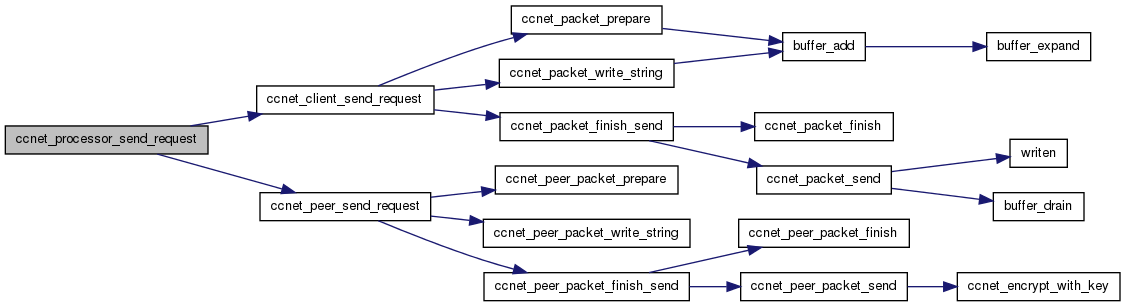 ccnet_processor_send_request
ccnet_client_send_request
ccnet_packet_prepare
buffer_add
buffer_expand
ccnet_packet_write_string
ccnet_packet_finish_send
ccnet_packet_finish
ccnet_packet_send
writen
buffer_drain
ccnet_peer_send_request
ccnet_peer_packet_prepare
ccnet_peer_packet_write_string
ccnet_peer_packet_finish_send
ccnet_peer_packet_finish
ccnet_peer_packet_send
ccnet_encrypt_with_key